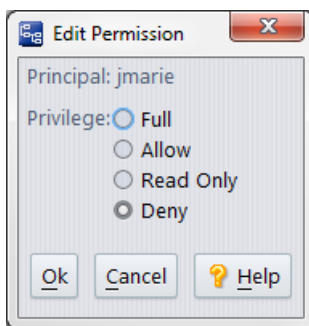 Edit Permission
Principal: jmarie
Privilege: Full
Allow
Read Only
Deny
Ok Cancel Help